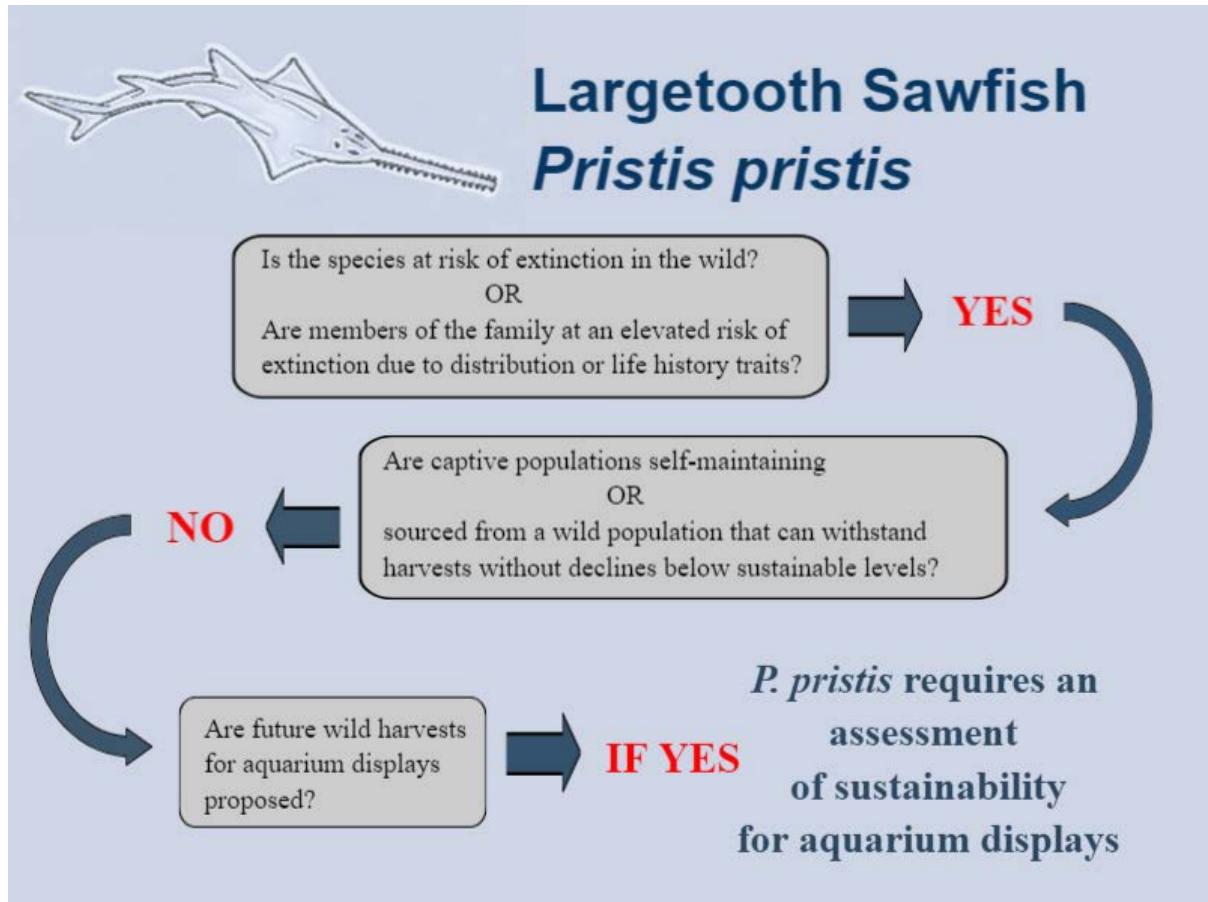 Largetooth Sawfish
Pristis pristis
Is the species at risk of extinction in the wild?
OR
Are members of the family at an elevated risk of
extinction due to distribution or life history traits?
YES
Are captive populations self-maintaining
OR
sourced from a wild population that can withstand
harvests without declines below sustainable levels?
NO
Are future wild harvests
for aquarium displays
proposed?
IF YES
P. pristis requires an
assessment
of sustainability
for aquarium displays